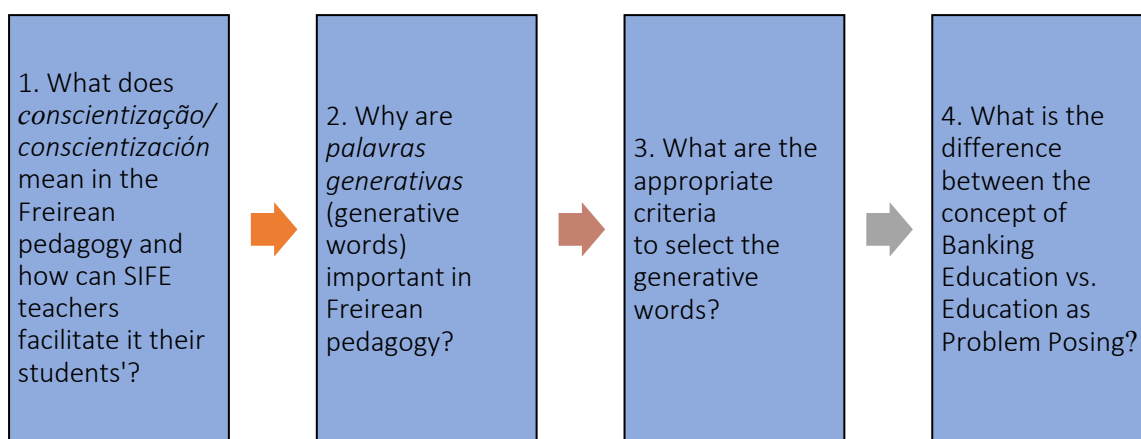 1. What does
conscientização/
conscientización
mean in the
Freirean
pedagogy and
how can SIFE
teachers
facilitate it their
students'?
2. Why are
palavras
generativas
(generative
words)
important in
Freirean
pedagogy?
3. What are the
appropriate
criteria
to select the
generative
words?
4. What is the
difference
between the
concept of
Banking
Education vs.
Education as
Problem Posing?